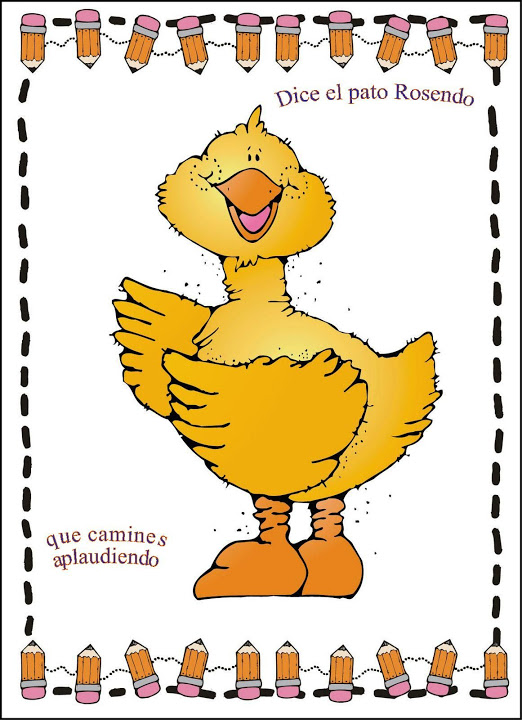 Dice el pato Rosendo
que camines
aplaudiendo